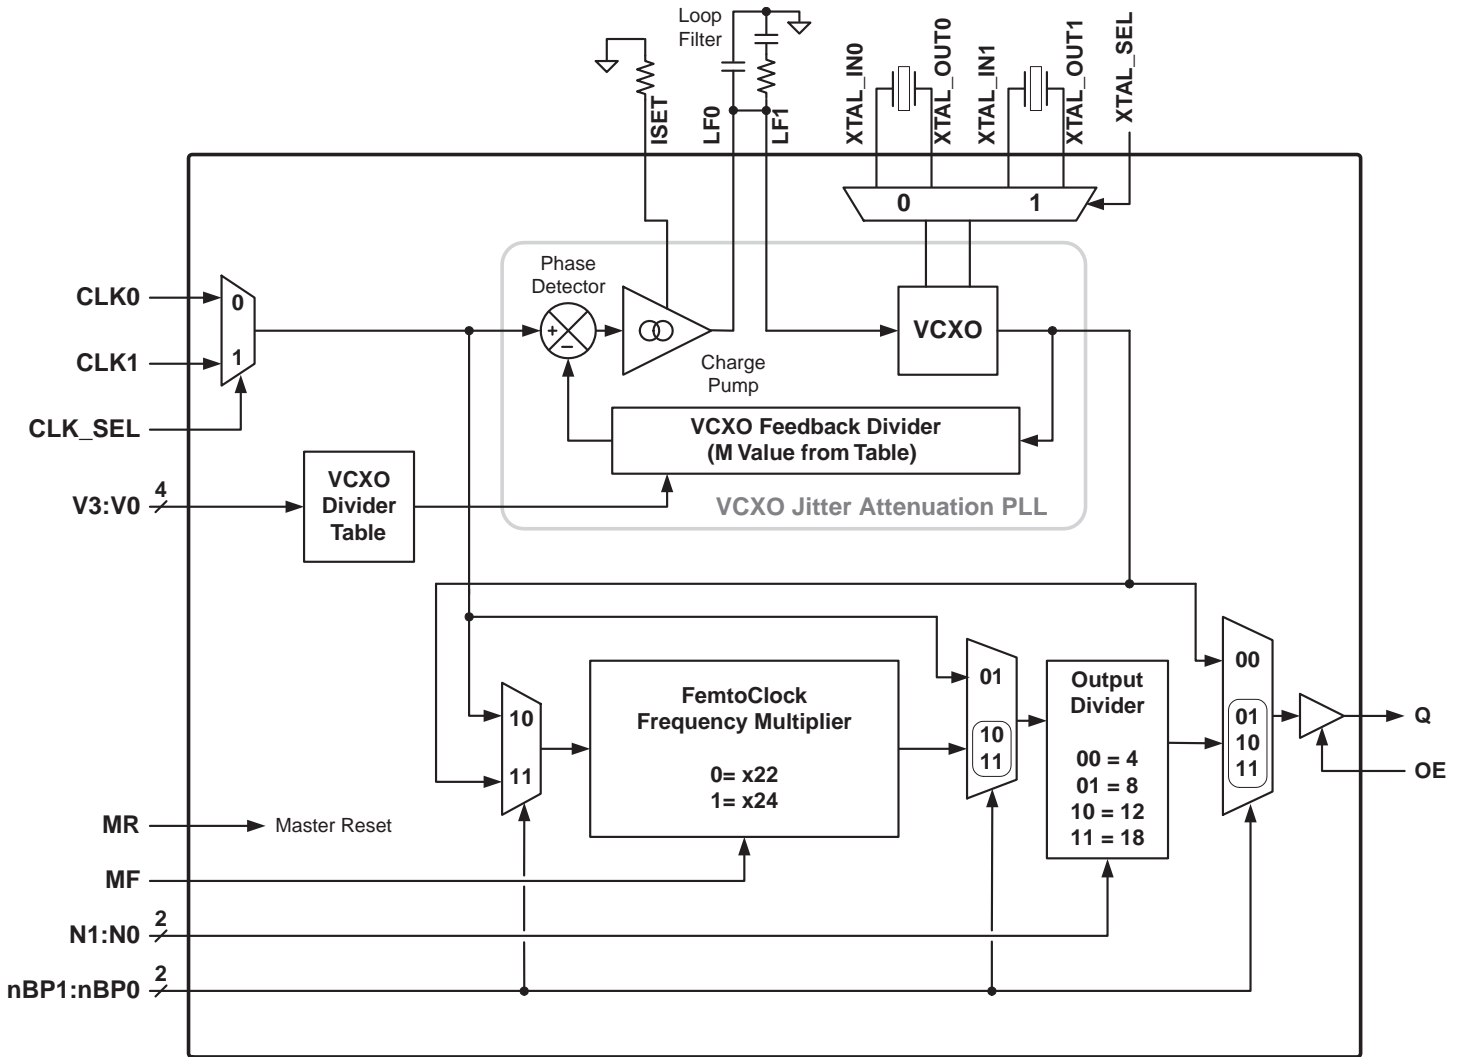 Loop
Filter
ISET
LF0
LF1
XTAL_IN0
XTAL_OUT0
XTAL_IN1
XTAL_OUT1
XTAL_SEL
0 1
CLK0
CLK1
CLK_SEL
0
1
Phase
Detector
+
–
Charge
Pump
VCXO
VCXO Feedback Divider
(M Value from Table)
VCXO Jitter Attenuation PLL
V3:V0
4
VCXO
Divider
Table
10
11
FemtoClock
Frequency Multiplier
0= x22
1= x24
01
10
11
Output
Divider
00 = 4
01 = 8
10 = 12
11 = 18
00
01
10
11
Q
OE
MR
Master Reset
MF
N1:N0
2
nBP1:nBP0
2